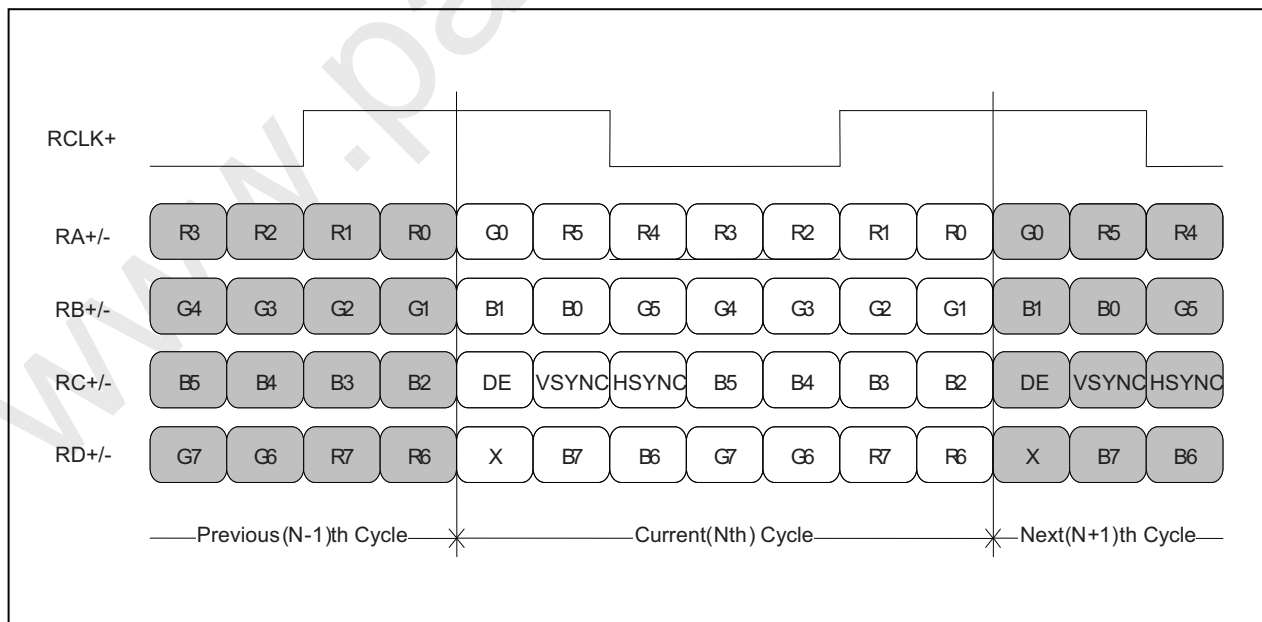 RCLK+
RA+/- R3 R2 R1 R0 G0 R5 R4 R3 R2 R1 R0 G0 R5 R4
RB+/- G4 G3 G2 G1 B1 B0 G5 G4 G3 G2 G1 B1 B0 G5
RC+/- B5 B4 B3 B2 DE VSYNC HSYNC B5 B4 B3 B2 DE VSYNC HSYNC
RD+/- G7 G6 R7 R6 X B7 B6 G7 G6 R7 R6 X B7 B6
Previous(N-1)th Cycle Current(Nth) Cycle Next(N+1)th Cycle
www.pa